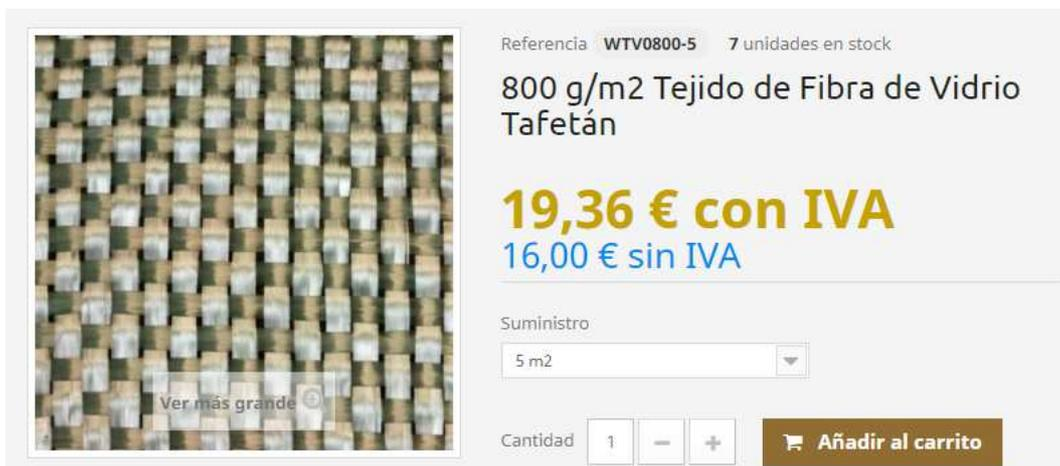 Referencia WTV0800-5 7 unidades en stock
800 g/m2 Tejido de Fibra de Vidrio
Tafetán
19,36 € con IVA
16,00 € sin IVA
Suministro
5 m2
Ver más grande
Cantidad 1 Añadir al carrito